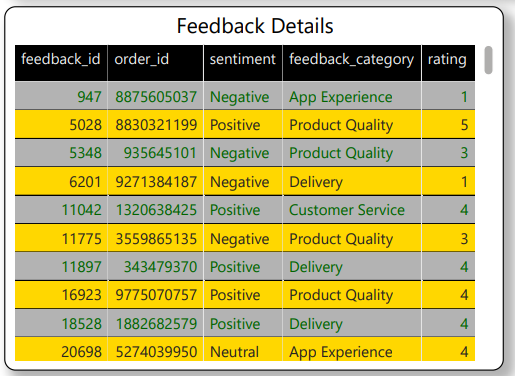 Feedback Details
feedback_id order_id sentiment feedback_category rating
947 8875605037 Negative App Experience 1
5028 8830321199 Positive Product Quality 5
5348 935645101 Negative Product Quality 3
6201 9271384187 Negative Delivery 1
11042 1320638425 Positive Customer Service 4
11775 3559865135 Negative Product Quality 3
11897 343479370 Positive Delivery 4
16923 9775070757 Positive Product Quality 4
18528 1882682579 Positive Delivery 4
20698 5274039950 Neutral App Experience 4